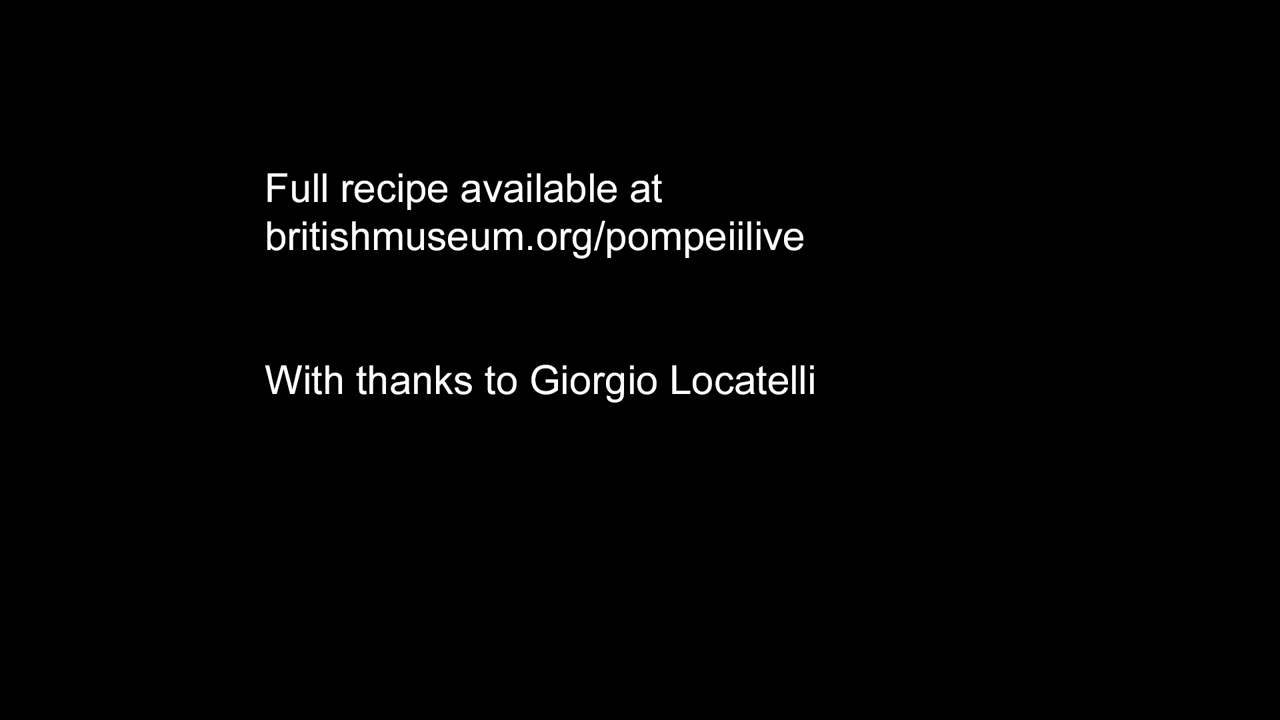 Full recipe available at
britishmuseum.org/pompeiilive
With thanks to Giorgio Locatelli